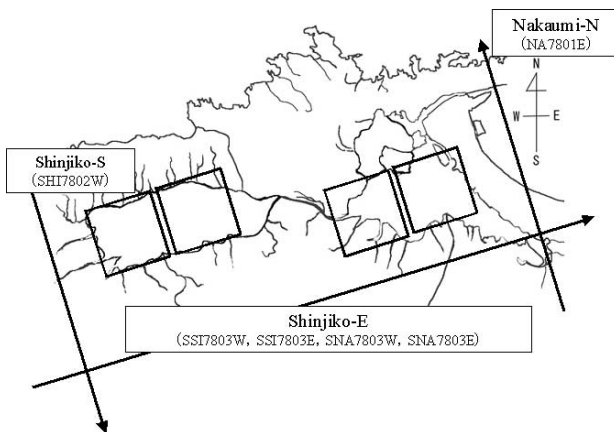 Nakaumi-N
(NA7801E)
N
W E
S
Shinjiko-S
(SHI7802W)
Shinjiko-E
(SSI7803W, SSI7803E, SNA7803W, SNA7803E)